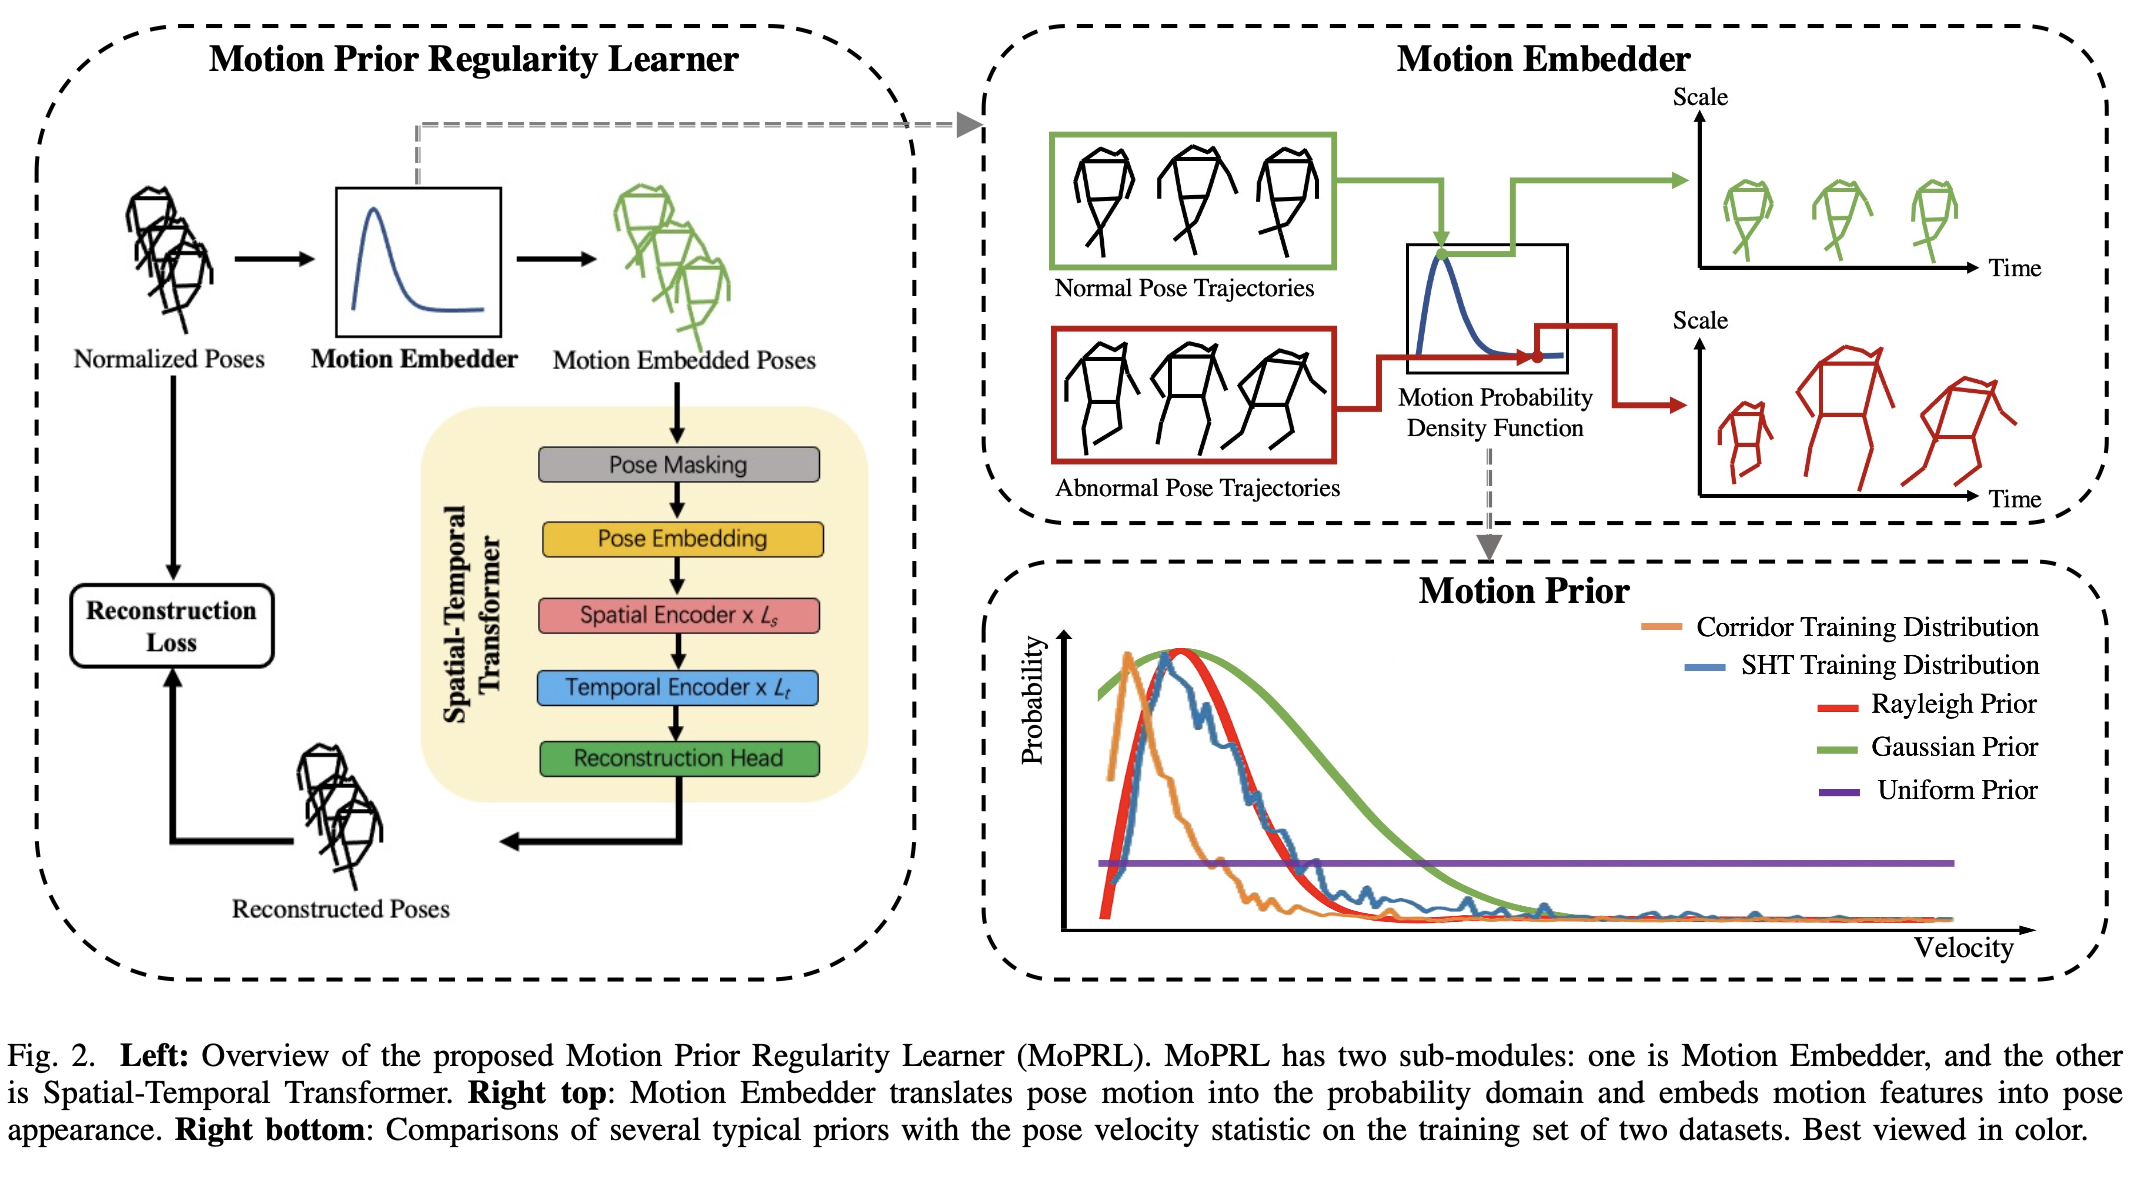 Motion Prior Regularity Learner
Normalized Poses
Motion Embedder
Motion Embedded Poses
Spatial-Temporal
Transformer
Pose Masking
Pose Embedding
Spatial Encoder x Ls
Temporal Encoder x Lt
Reconstruction Head
Reconstruction
Loss
Reconstructed Poses
Motion Embedder
Normal Pose Trajectories
Abnormal Pose Trajectories
Motion Probability
Density Function
Scale
Time
Scale
Time
Motion Prior
Probability
Corridor Training Distribution
SHT Training Distribution
Rayleigh Prior
Gaussian Prior
Uniform Prior
Velocity
Fig. 2. Left: Overview of the proposed Motion Prior Regularity Learner (MoPRL). MoPRL has two sub-modules: one is Motion Embedder, and the other
is Spatial-Temporal Transformer. Right top: Motion Embedder translates pose motion into the probability domain and embeds motion features into pose
appearance. Right bottom: Comparisons of several typical priors with the pose velocity statistic on the training set of two datasets. Best viewed in color.